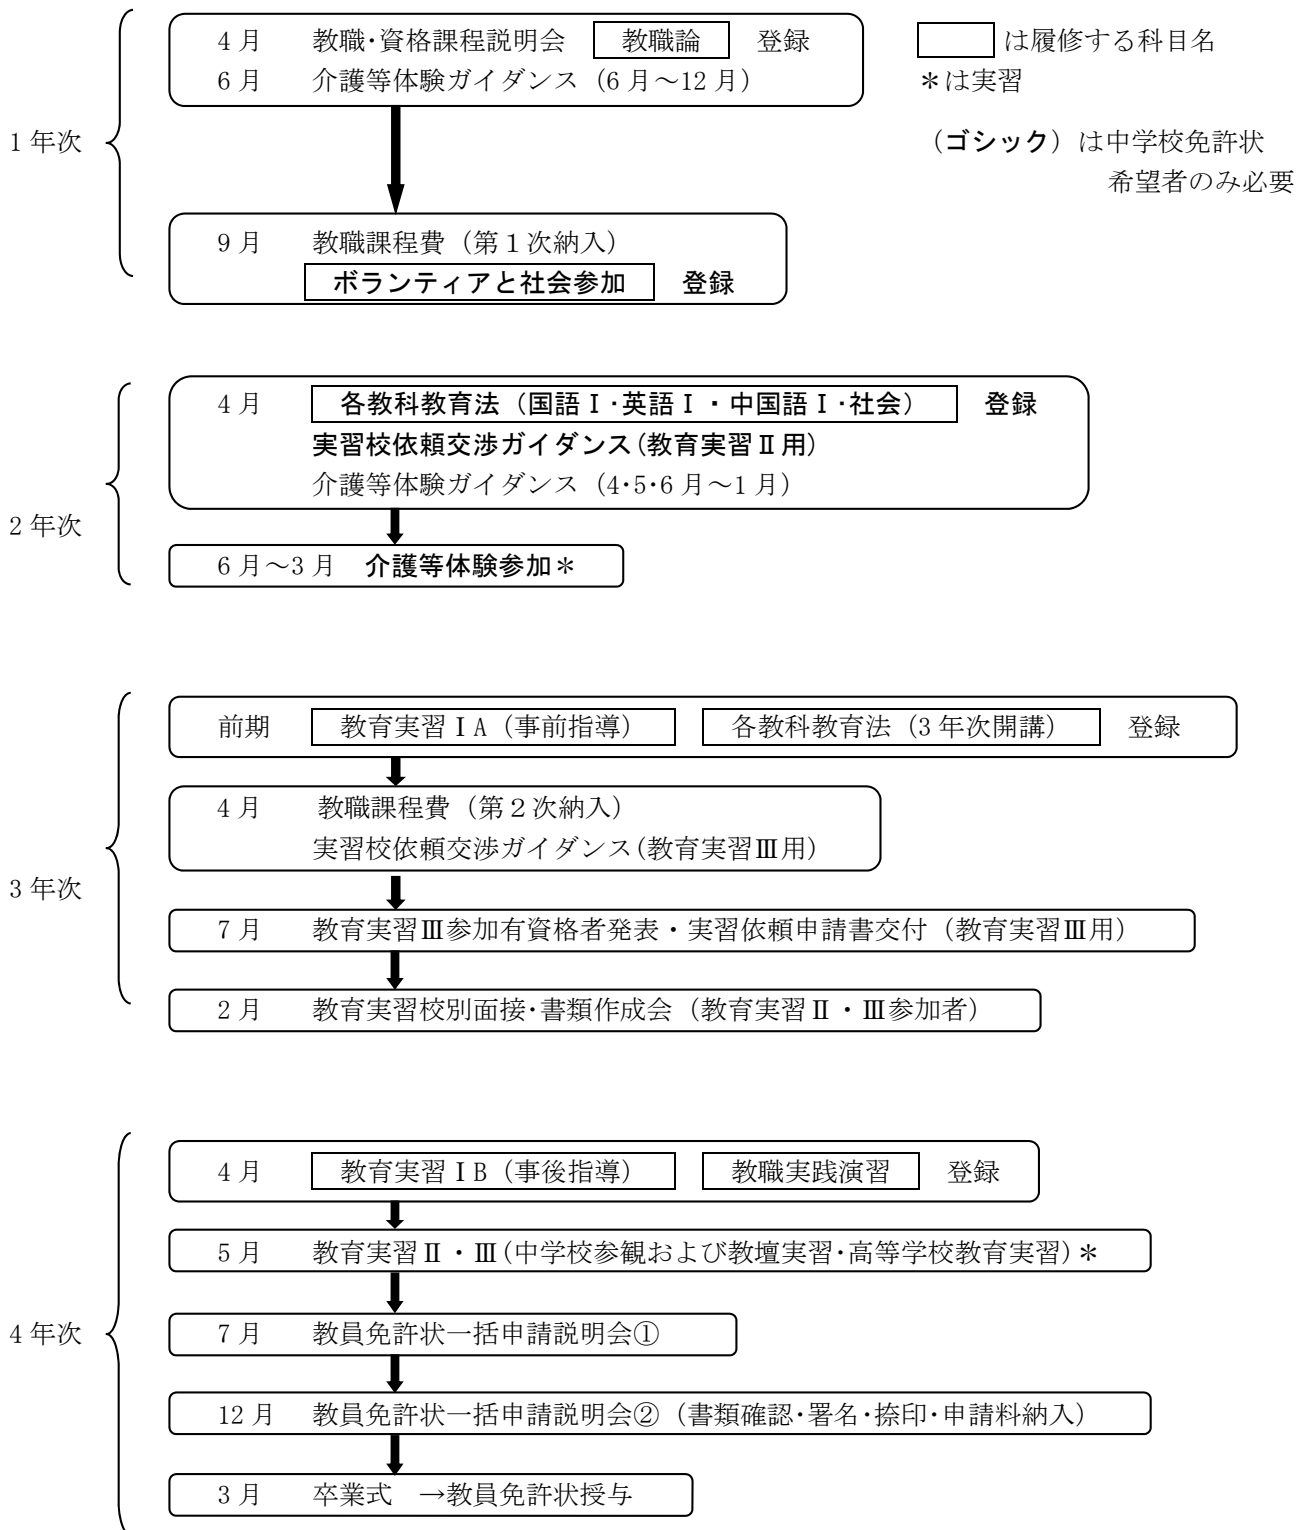 1年次
4月 教職・資格課程説明会 教職論 登録
6月 介護等体験ガイダンス（6月～12月）
は履修する科目名
＊は実習
（ゴシック）は中学校免許状
希望者のみ必要
9月 教職課程費（第１次納入）
ボランティアと社会参加 登録
2年次
4月 各教科教育法（国語Ⅰ・英語Ⅰ・中国語Ⅰ・社会） 登録
実習校依頼交渉ガイダンス(教育実習Ⅱ用)
介護等体験ガイダンス（4・5・6月～1月）
6月～3月 介護等体験参加＊
3年次
前期 教育実習ⅠA（事前指導） 各教科教育法（3年次開講） 登録
4月 教職課程費（第２次納入）
実習校依頼交渉ガイダンス(教育実習Ⅲ用)
7月 教育実習Ⅲ参加有資格者発表・実習依頼申請書交付（教育実習Ⅲ用）
2月 教育実習校別面接・書類作成会（教育実習Ⅱ・Ⅲ参加者）
4年次
4月 教育実習ⅠB（事後指導） 教職実践演習 登録
5月 教育実習Ⅱ・Ⅲ(中学校参観および教壇実習・高等学校教育実習)＊
7月 教員免許状一括申請説明会①
12月 教員免許状一括申請説明会②（書類確認・署名・捺印・申請料納入）
3月 卒業式 →教員免許状授与